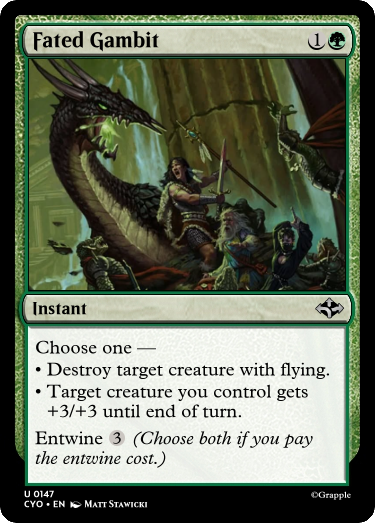 Fated Gambit 1
Instant
Choose one —
• Destroy target creature with flying.
• Target creature you control gets
+3/+3 until end of turn.
Entwine 3 (Choose both if you pay
the entwine cost.)
U 0147
CYO • EN Matt Stawicki
©Grapple